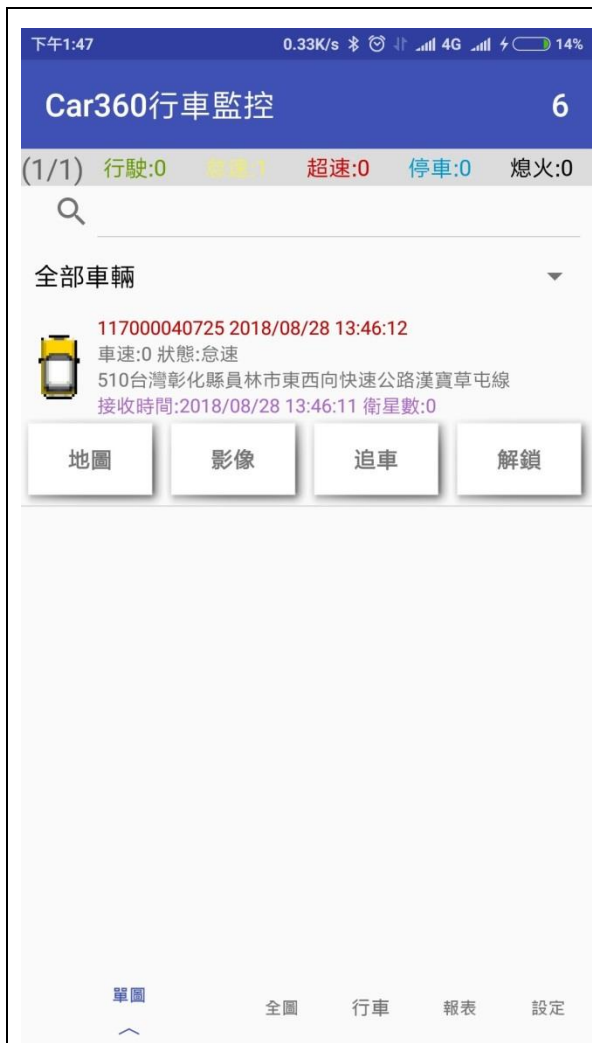 下午1:47 0.33K/s 4G 14%
Car360行車監控 6
(1/1) 行駛:0 怠速:1 超速:0 停車:0 熄火:0
全部車輛
117000040725 2018/08/28 13:46:12
車速:0 狀態:怠速
510台灣彰化縣員林市東西向快速公路漢寶草屯線
接收時間:2018/08/28 13:46:11 衛星數:0
地圖 影像 追車 解鎖
單圖 全圖 行車 報表 設定